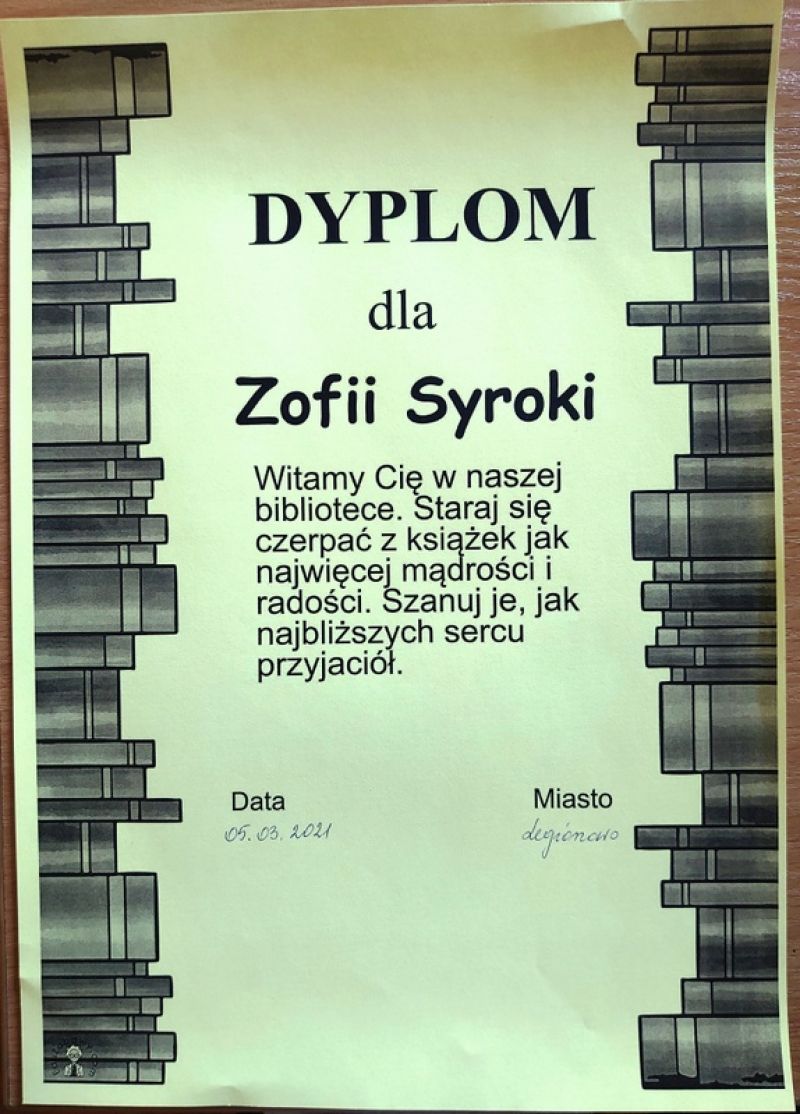 DYPLOM
dla
Zofii Syroki
Witamy Cię w naszej
bibliotece. Staraj się
czerpać z książek jak
najwięcej mądrości i
radości. Szanuj je, jak
najbliższych sercu
przyjaciół.
Data Miasto
05.03.2021 Legionowo